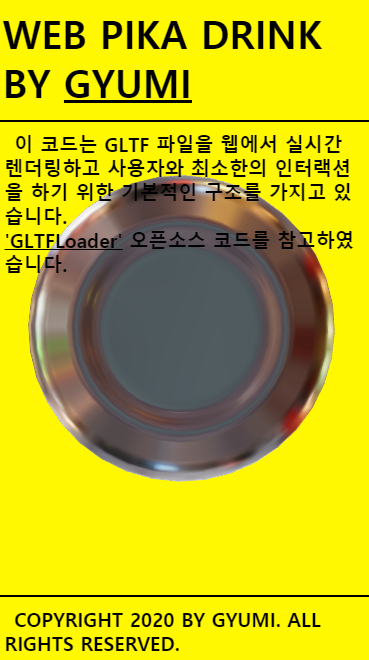 WEB PIKA DRINK
BY GYUMI
이 코드는 GLTF 파일을 웹에서 실시간
렌더링하고 사용자와 최소한의 인터랙션
을 하기 위한 기본적인 구조를 가지고 있
습니다.
'GLTFLoader' 오픈소스 코드를 참고하였
습니다.
COPYRIGHT 2020 BY GYUMI. ALL
RIGHTS RESERVED.